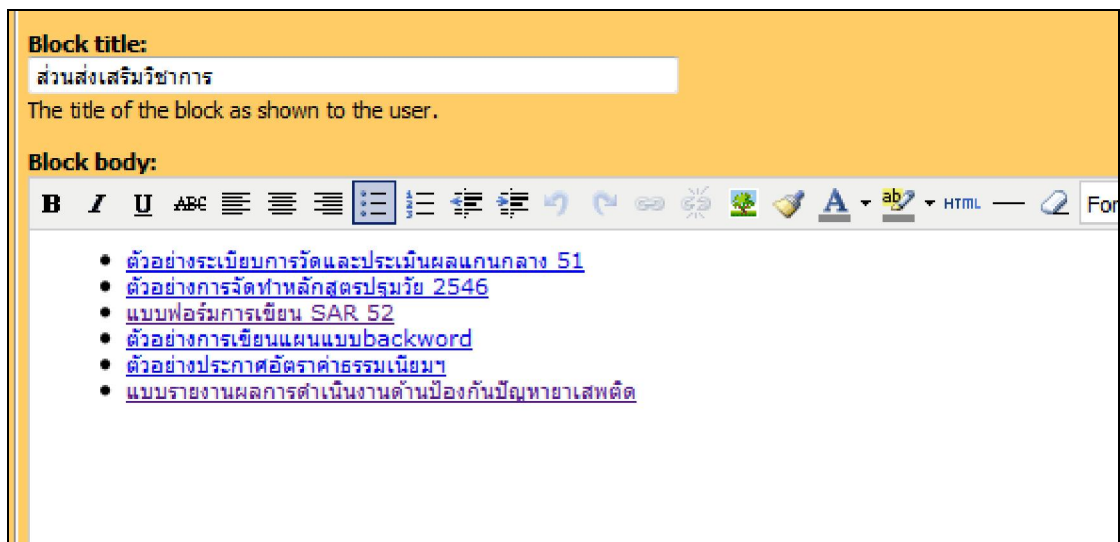 Block title:
ส่วนส่งเสริมวิชาการ
The title of the block as shown to the user.
Block body:
B I U ABC A ab HTML For
ตัวอย่างระเบียบการวัดและประเมินผลแกนกลาง 51
ตัวอย่างการจัดทำหลักสูตรปฐมวัย 2546
แบบฟอร์มการเขียน SAR 52
ตัวอย่างการเขียนแผนแบบbackword
ตัวอย่างประกาศอัตราค่าธรรมเนียมฯ
แบบรายงานผลการดำเนินงานด้านป้องกันปัญหายาเสพติด